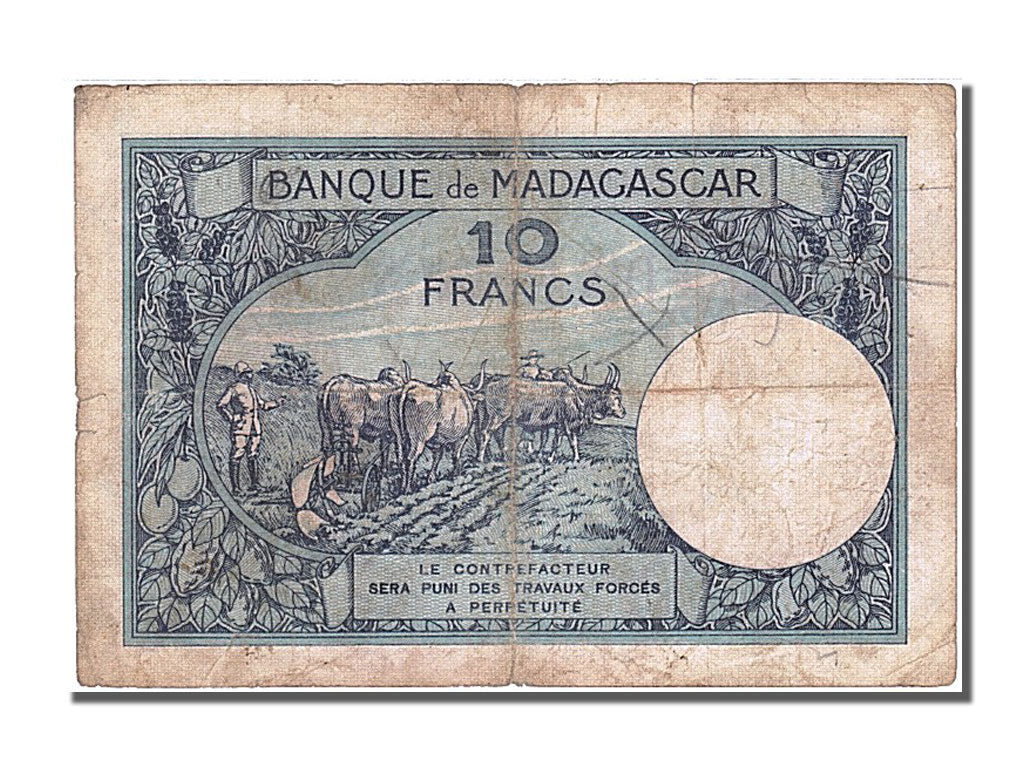 BANQUE de MADAGASCAR
10
FRANCS
LE CONTREFACTEUR
SERA PUNI DES TRAVAUX FORCÉS
A PERPÉTUITÉ